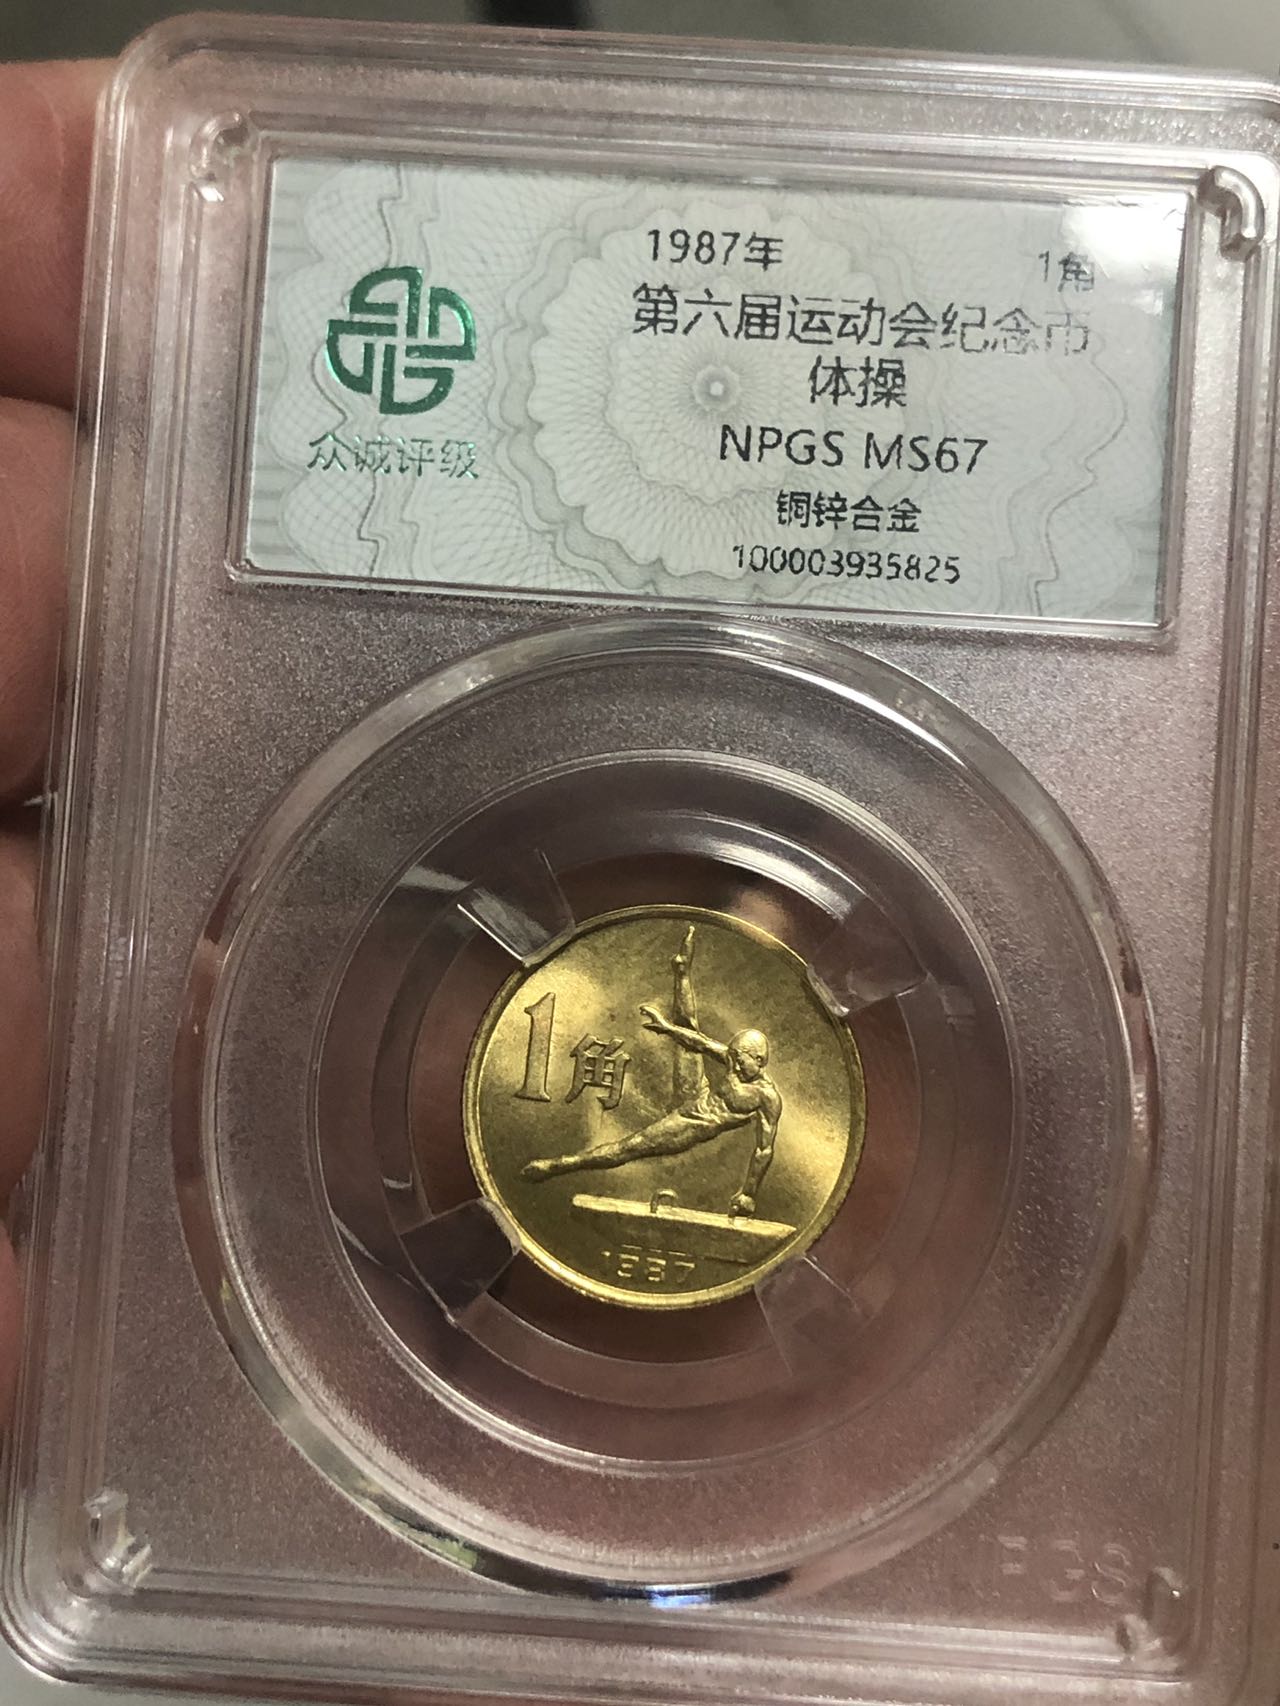 1987年 1角
第六届运动会纪念币
体操
NPGS MS67
铜锌合金
100003935825
众诚评级
1角
1987